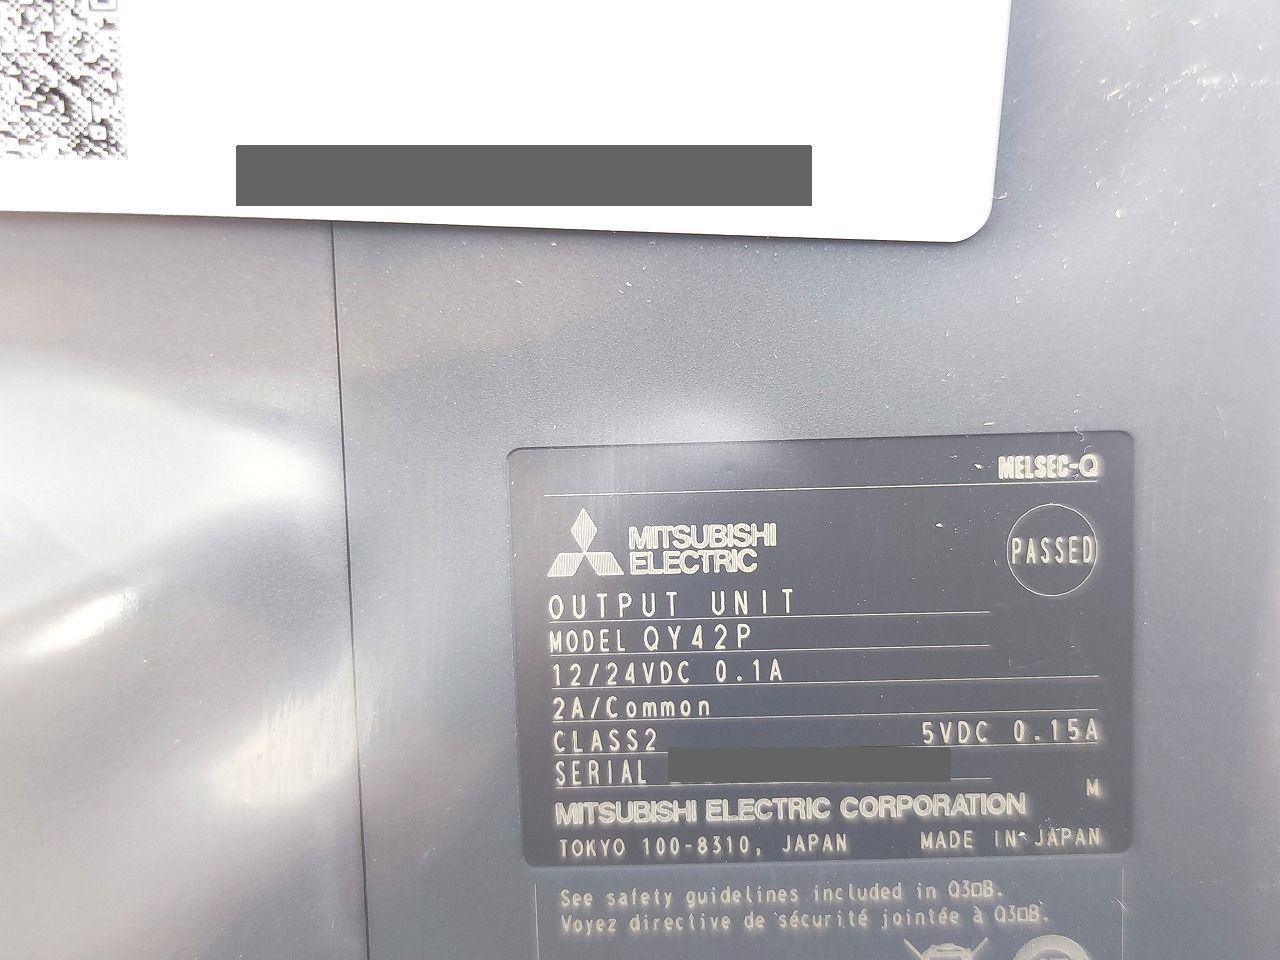 MELSEC-Q
MITSUBISHI
ELECTRIC
PASSED
OUTPUT UNIT
MODEL QY42P
12/24VDC 0.1A
2A/Common
CLASS2 5VDC 0.15A
SERIAL
M
MITSUBISHI ELECTRIC CORPORATION
TOKYO 100-8310, JAPAN MADE IN JAPAN
See safety guidelines included in Q3□B.
Voyez directive de sécurité jointée à Q3□B.